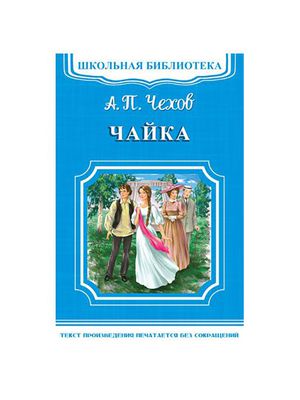 ШКОЛЬНАЯ БИБЛИОТЕКА
А. П. Чехов
ЧАЙКА
ТЕКСТ ПРОИЗВЕДЕНИЯ ПЕЧАТАЕТСЯ БЕЗ СОКРАЩЕНИЙ